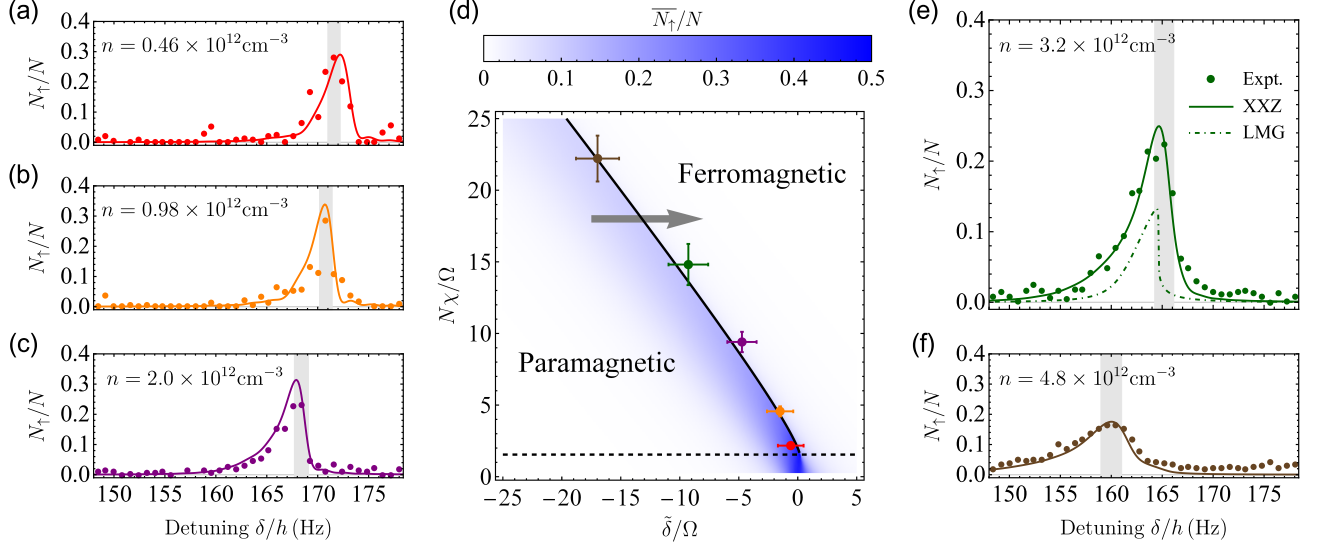 (a)
n = 0.46 × 10¹²cm⁻³
N↑/N
0.4
0.3
0.2
0.1
0.0
(b)
n = 0.98 × 10¹²cm⁻³
N↑/N
0.4
0.3
0.2
0.1
0.0
(c)
n = 2.0 × 10¹²cm⁻³
N↑/N
0.4
0.3
0.2
0.1
0.0
150 155 160 165 170 175
Detuning δ/h (Hz)
(d)
N̅↑̅/N
0 0.1 0.2 0.3 0.4 0.5
Nχ/Ω
25
20
15
10
5
0
Ferromagnetic
Paramagnetic
−25 −20 −15 −10 −5 0 5
δ̃/Ω
(e)
n = 3.2 × 10¹²cm⁻³
Expt.
XXZ
LMG
N↑/N
0.4
0.3
0.2
0.1
0.0
(f)
n = 4.8 × 10¹²cm⁻³
N↑/N
0.4
0.3
0.2
0.1
0.0
150 155 160 165 170 175
Detuning δ/h (Hz)